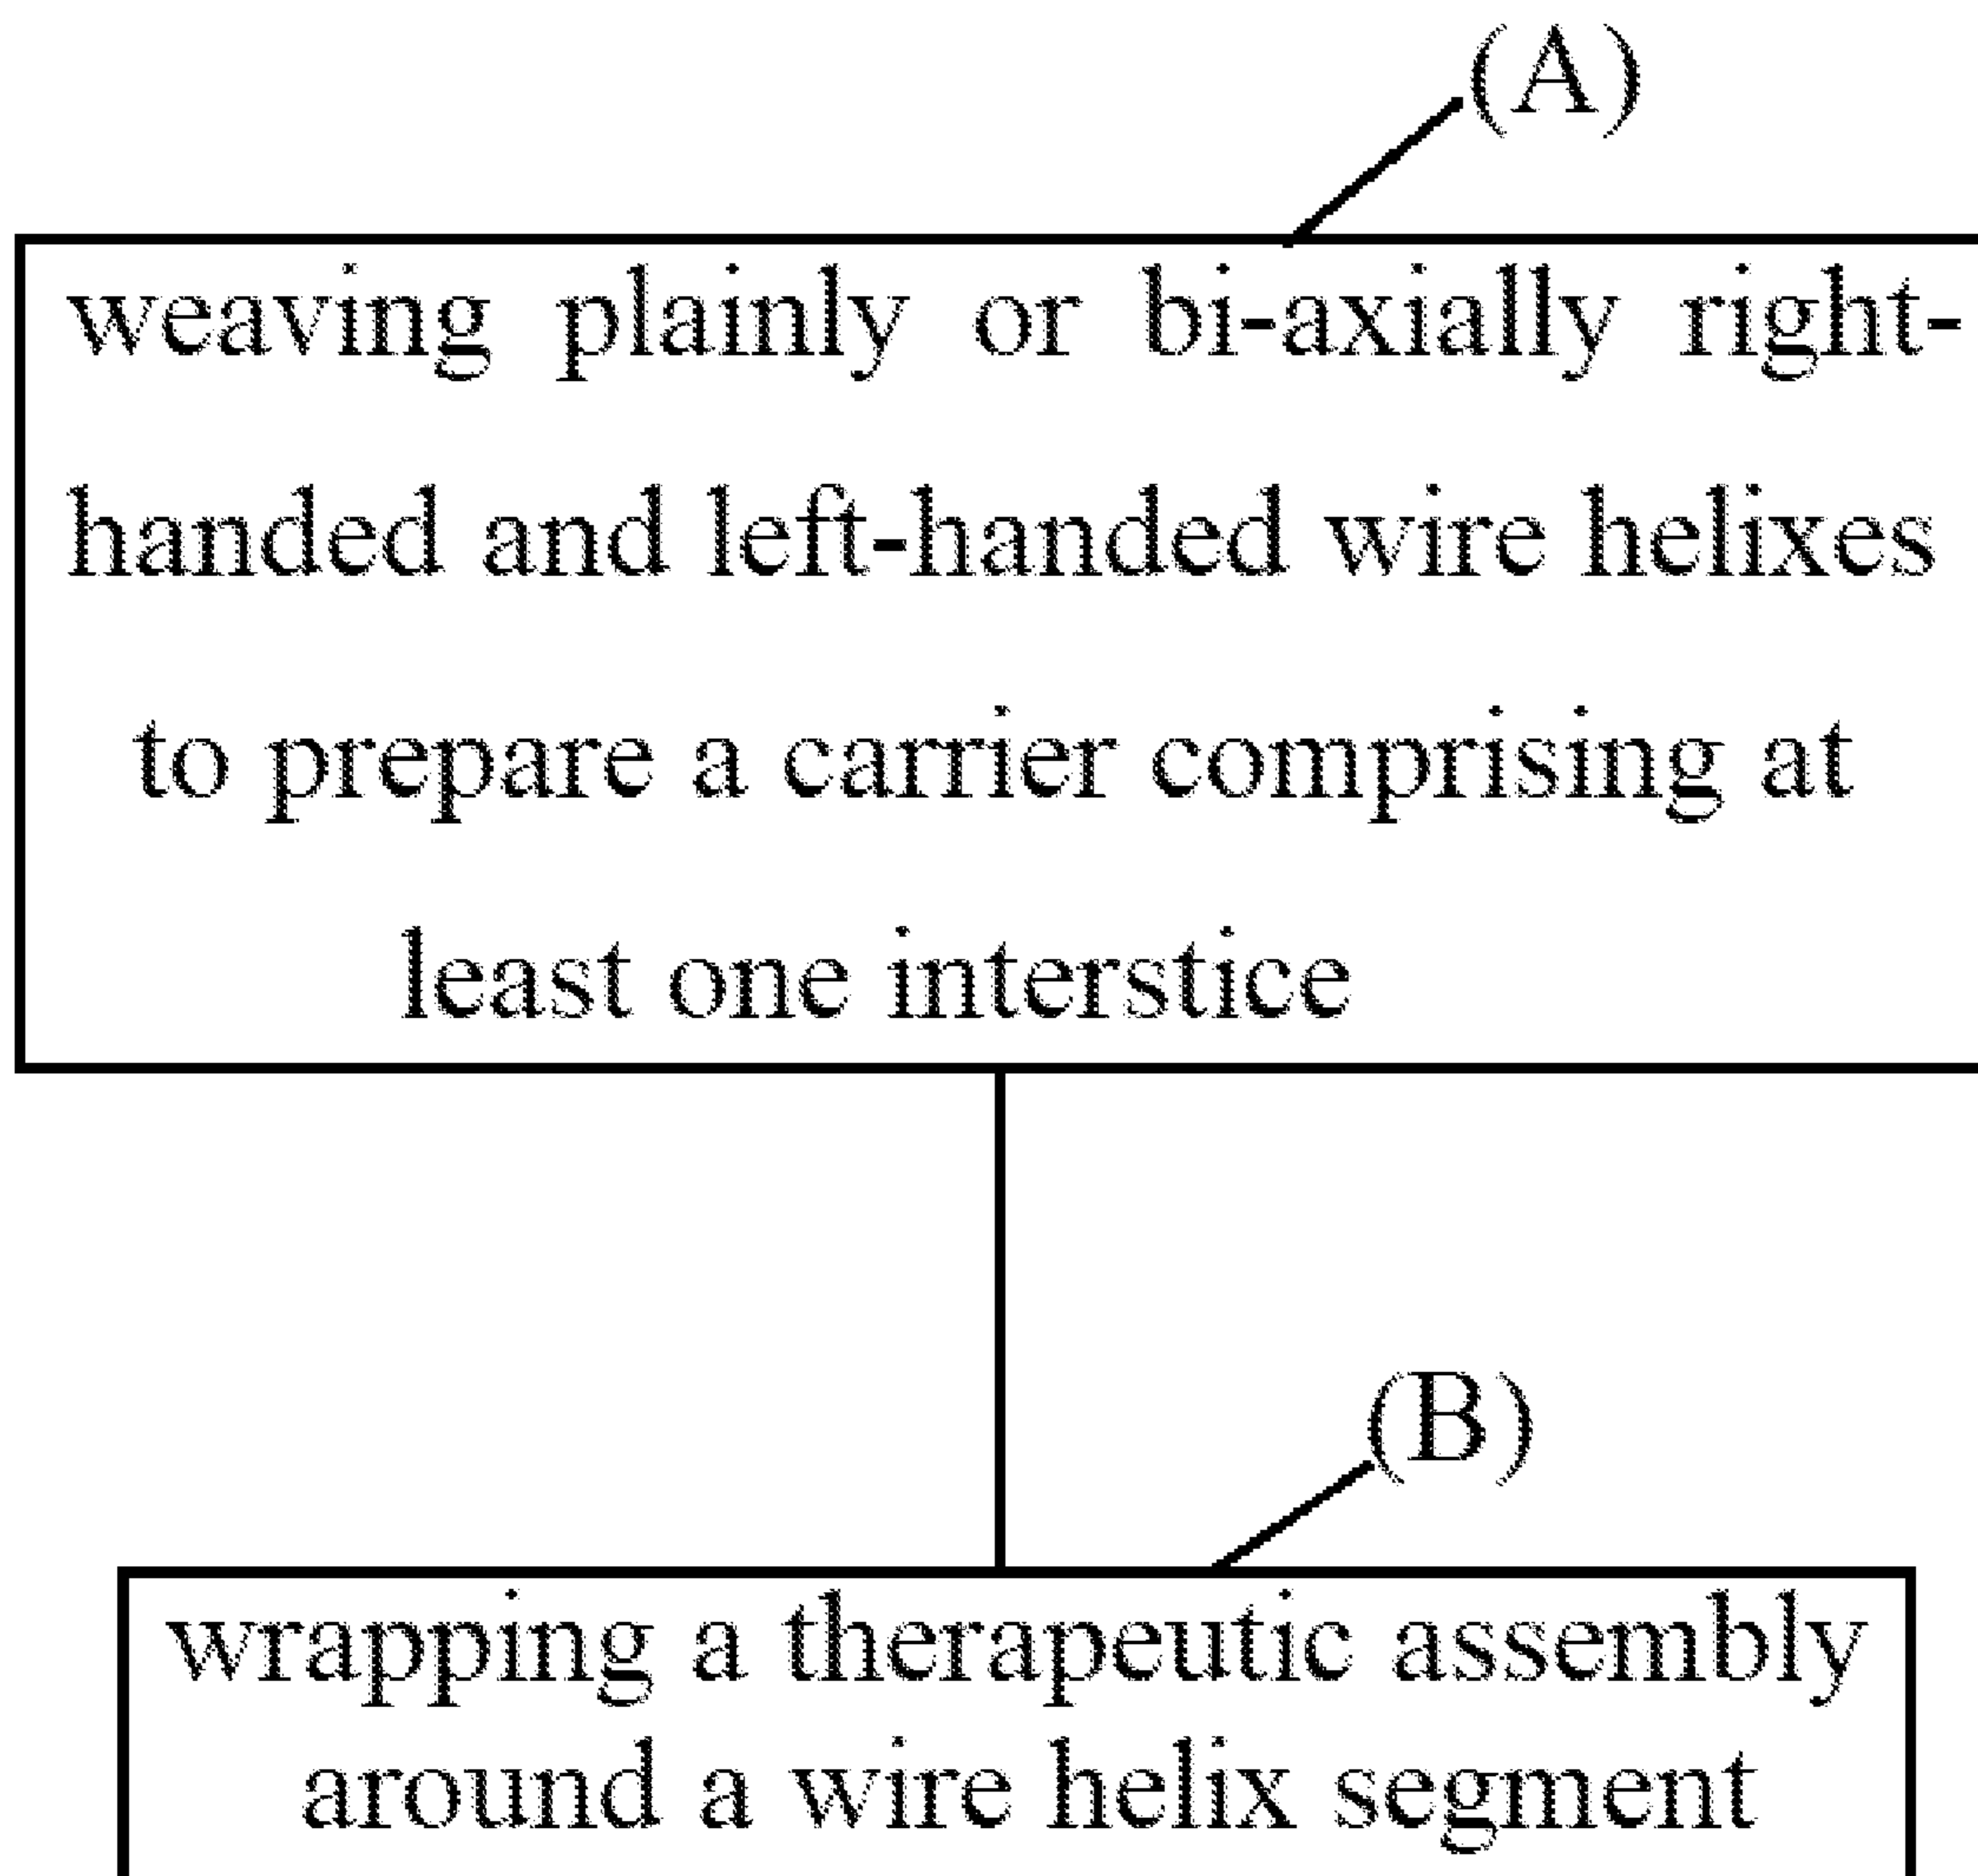 (A)
weaving plainly or bi-axially right-
handed and left-handed wire helixes
to prepare a carrier comprising at
least one interstice
(B)
wrapping a therapeutic assembly
around a wire helix segment